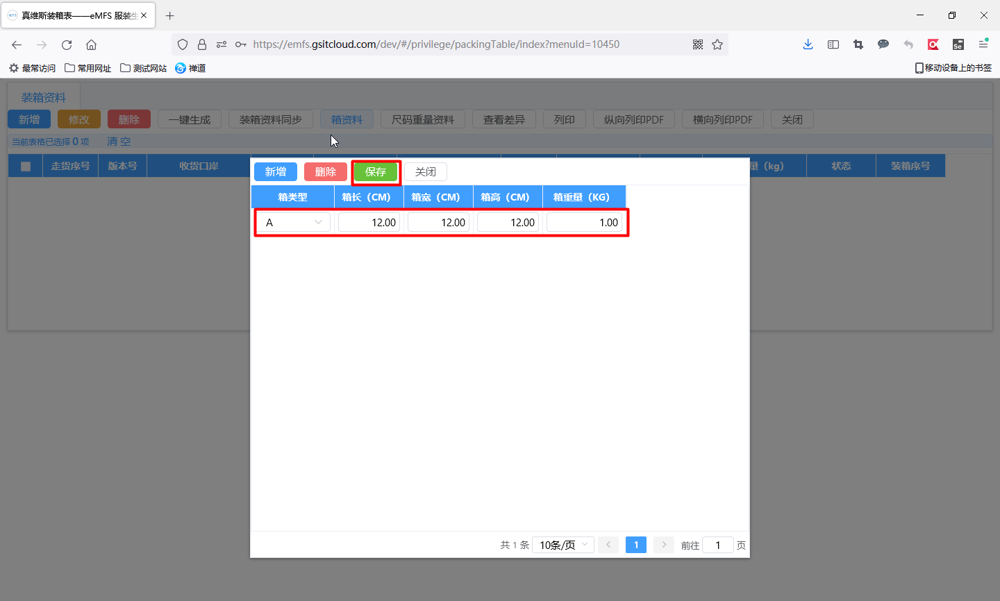 真维斯装箱表——eMFS 服装生
https://emfs.gsitcloud.com/dev/#/privilege/packingTable/index?menuId=10450
最常访问 常用网址 测试网站 禅道 移动设备上的书签
装箱资料
新增 修改 删除 一键生成 装箱资料同步 箱资料 尺码重量资料 查看差异 列印 纵向列印PDF 横向列印PDF 关闭
当前表格已选择 0 项 清 空
走货序号 版本号 收货口岸 量（kg） 状态 装箱序号
新增 删除 保存 关闭
箱类型 箱长（CM） 箱宽（CM） 箱高（CM） 箱重量（KG）
A 12.00 12.00 12.00 1.00
共 1 条 10条/页 1 前往 1 页